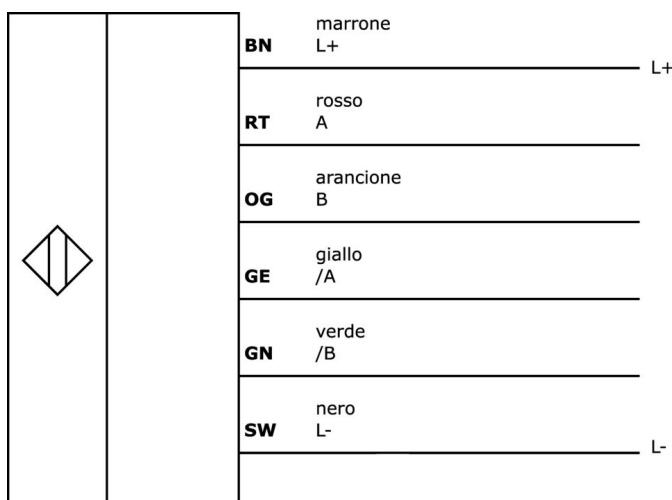 marrone
BN L+
L+
rosso
RT A
arancione
OG B
giallo
GE /A
verde
GN /B
nero
SW L-
L-